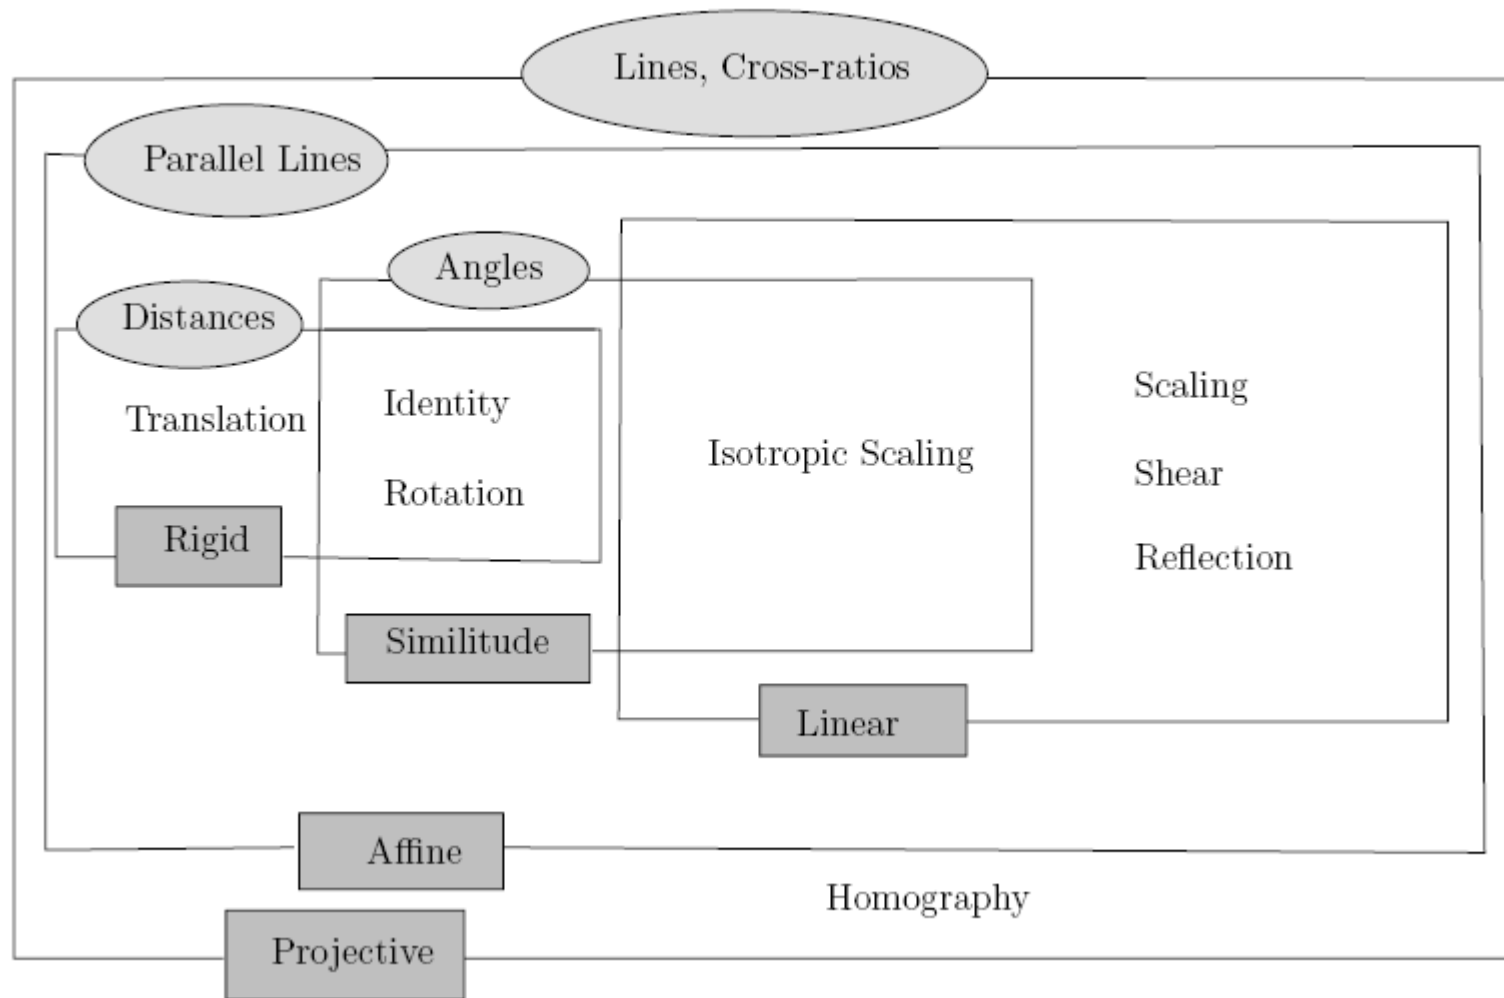 Lines, Cross-ratios
Parallel Lines
Angles
Distances
Translation
Identity
Rotation
Isotropic Scaling
Scaling
Shear
Reflection
Rigid
Similitude
Linear
Affine
Homography
Projective